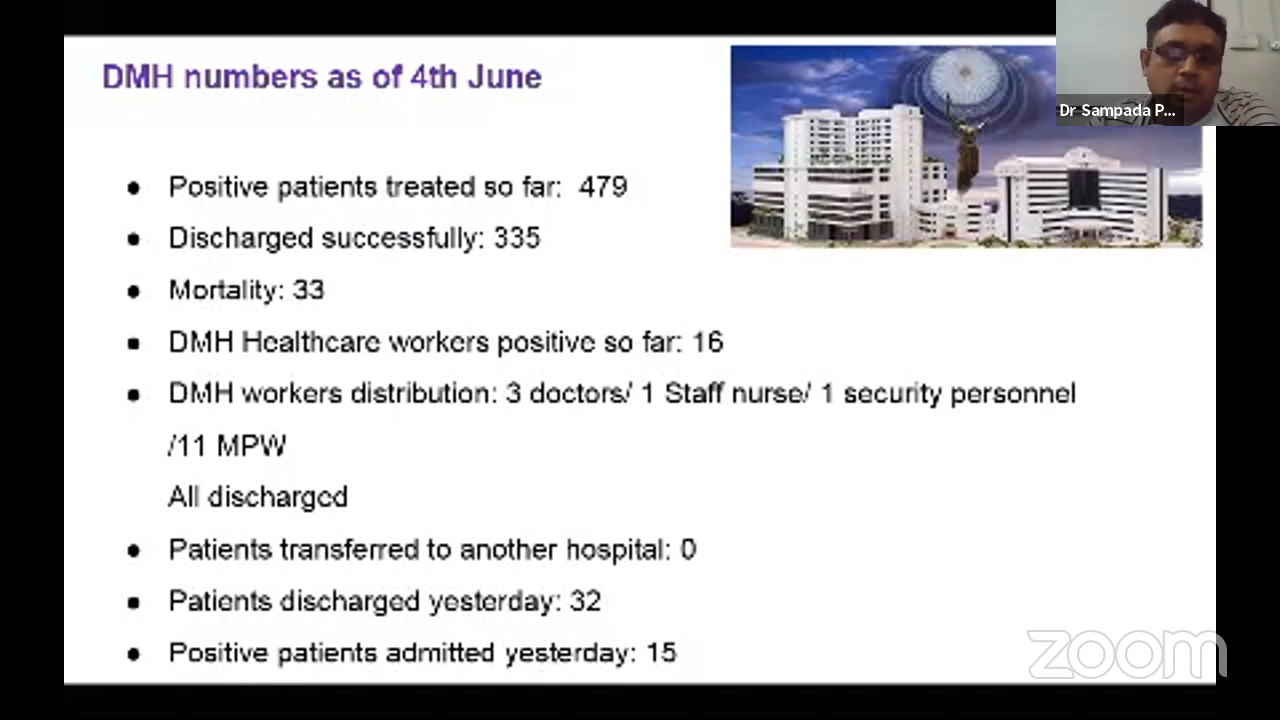 DMH numbers as of 4th June
Dr Sampada P...
● Positive patients treated so far: 479
● Discharged successfully: 335
● Mortality: 33
● DMH Healthcare workers positive so far: 16
● DMH workers distribution: 3 doctors/ 1 Staff nurse/ 1 security personnel
/11 MPW
All discharged
● Patients transferred to another hospital: 0
● Patients discharged yesterday: 32
● Positive patients admitted yesterday: 15
zoom